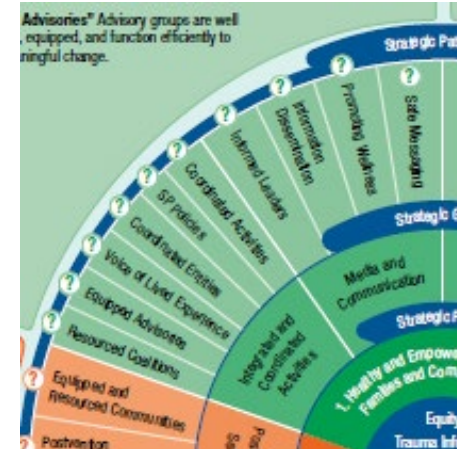 Advisories" Advisory groups are well
, equipped, and function efficiently to
ningful change.
Strategic Pat
?
Safe Messaging
?
Promoting Wellness
?
Information
Dissemination
?
Informed Leaders
?
Coordinated Activities
?
SP Policies
?
Coordinated Entities
?
Voice of Lived Experience
?
Equipped Advisories
?
Resourced Coalitions
?
Equipped and
Resourced Communities
?
Postvention
Strategic
Media and
Communication
Integrated and
Coordinated
Activities
Strategic
1. Healthy and Empowe
Families and Com
Equity
Trauma Inf